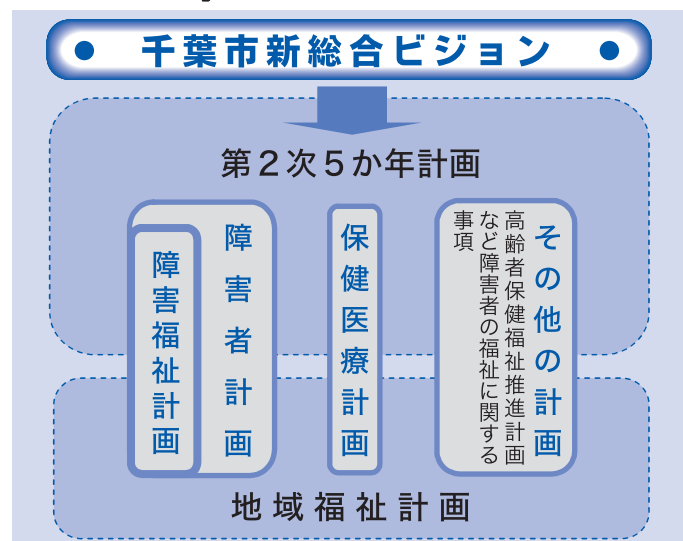 千葉市新総合ビジョン
第２次５か年計画
障害者計画
障害福祉計画
保健医療計画
その他の計画
高齢者保健福祉推進計画
など障害者の福祉に関する
事項
地域福祉計画